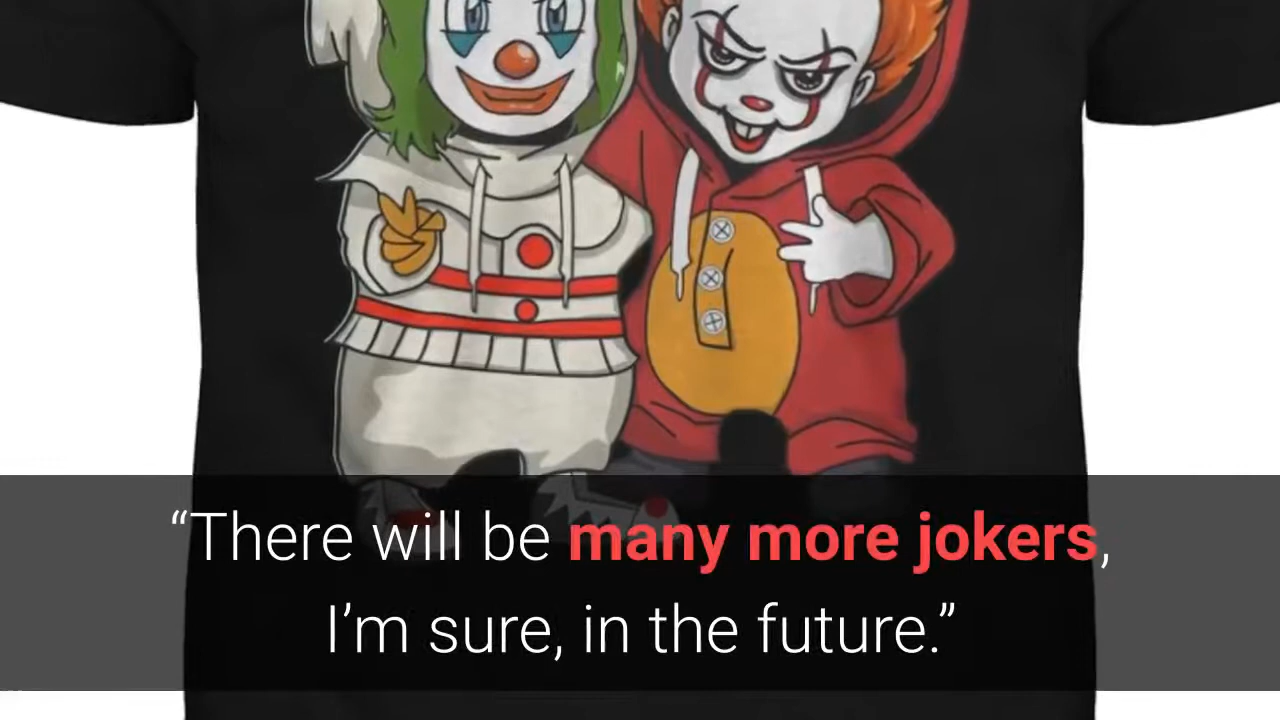 “There will be many more jokers,
I’m sure, in the future.”